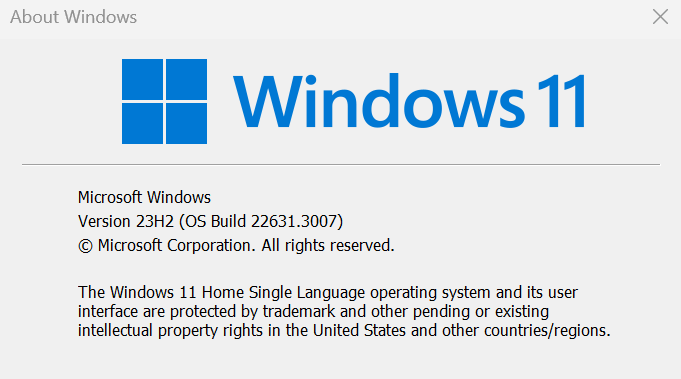 About Windows
Windows 11
Microsoft Windows
Version 23H2 (OS Build 22631.3007)
© Microsoft Corporation. All rights reserved.
The Windows 11 Home Single Language operating system and its user
interface are protected by trademark and other pending or existing
intellectual property rights in the United States and other countries/regions.